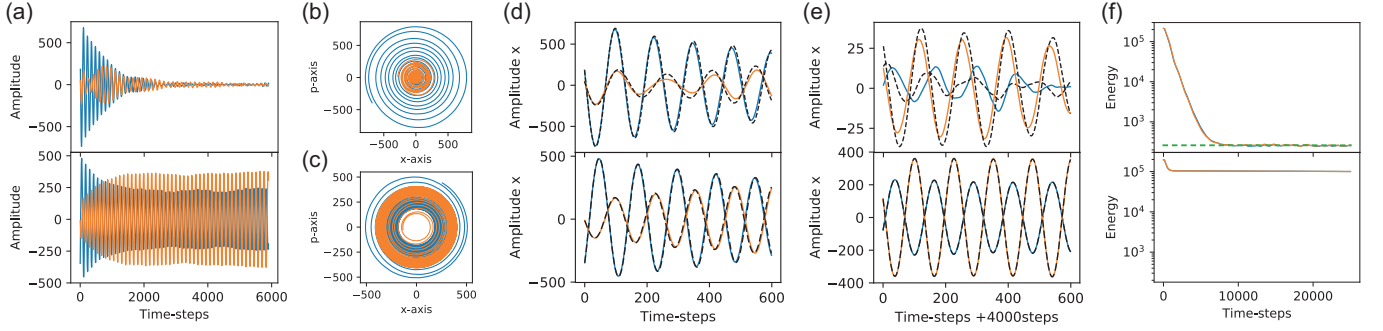 (a)
500
0
−500
Amplitude
500
250
0
−250
−500
Amplitude
0
2000
4000
6000
Time-steps
(b)
500
0
−500
p-axis
−500
0
500
x-axis
(c)
500
250
0
−250
−500
p-axis
−500
0
500
x-axis
(d)
500
0
−500
Amplitude x
500
0
−500
Amplitude x
0
200
400
600
Time-steps
(e)
25
0
−25
Amplitude x
400
200
0
−200
−400
Amplitude x
0
200
400
600
Time-steps +4000steps
(f)
10⁵
10⁴
10³
Energy
10⁵
10⁴
10³
Energy
0
10000
20000
Time-steps